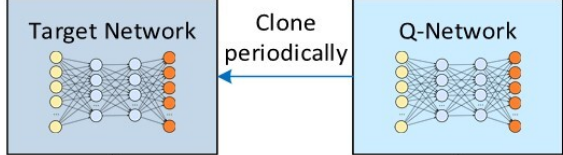 Target Network
Clone
periodically
Q-Network